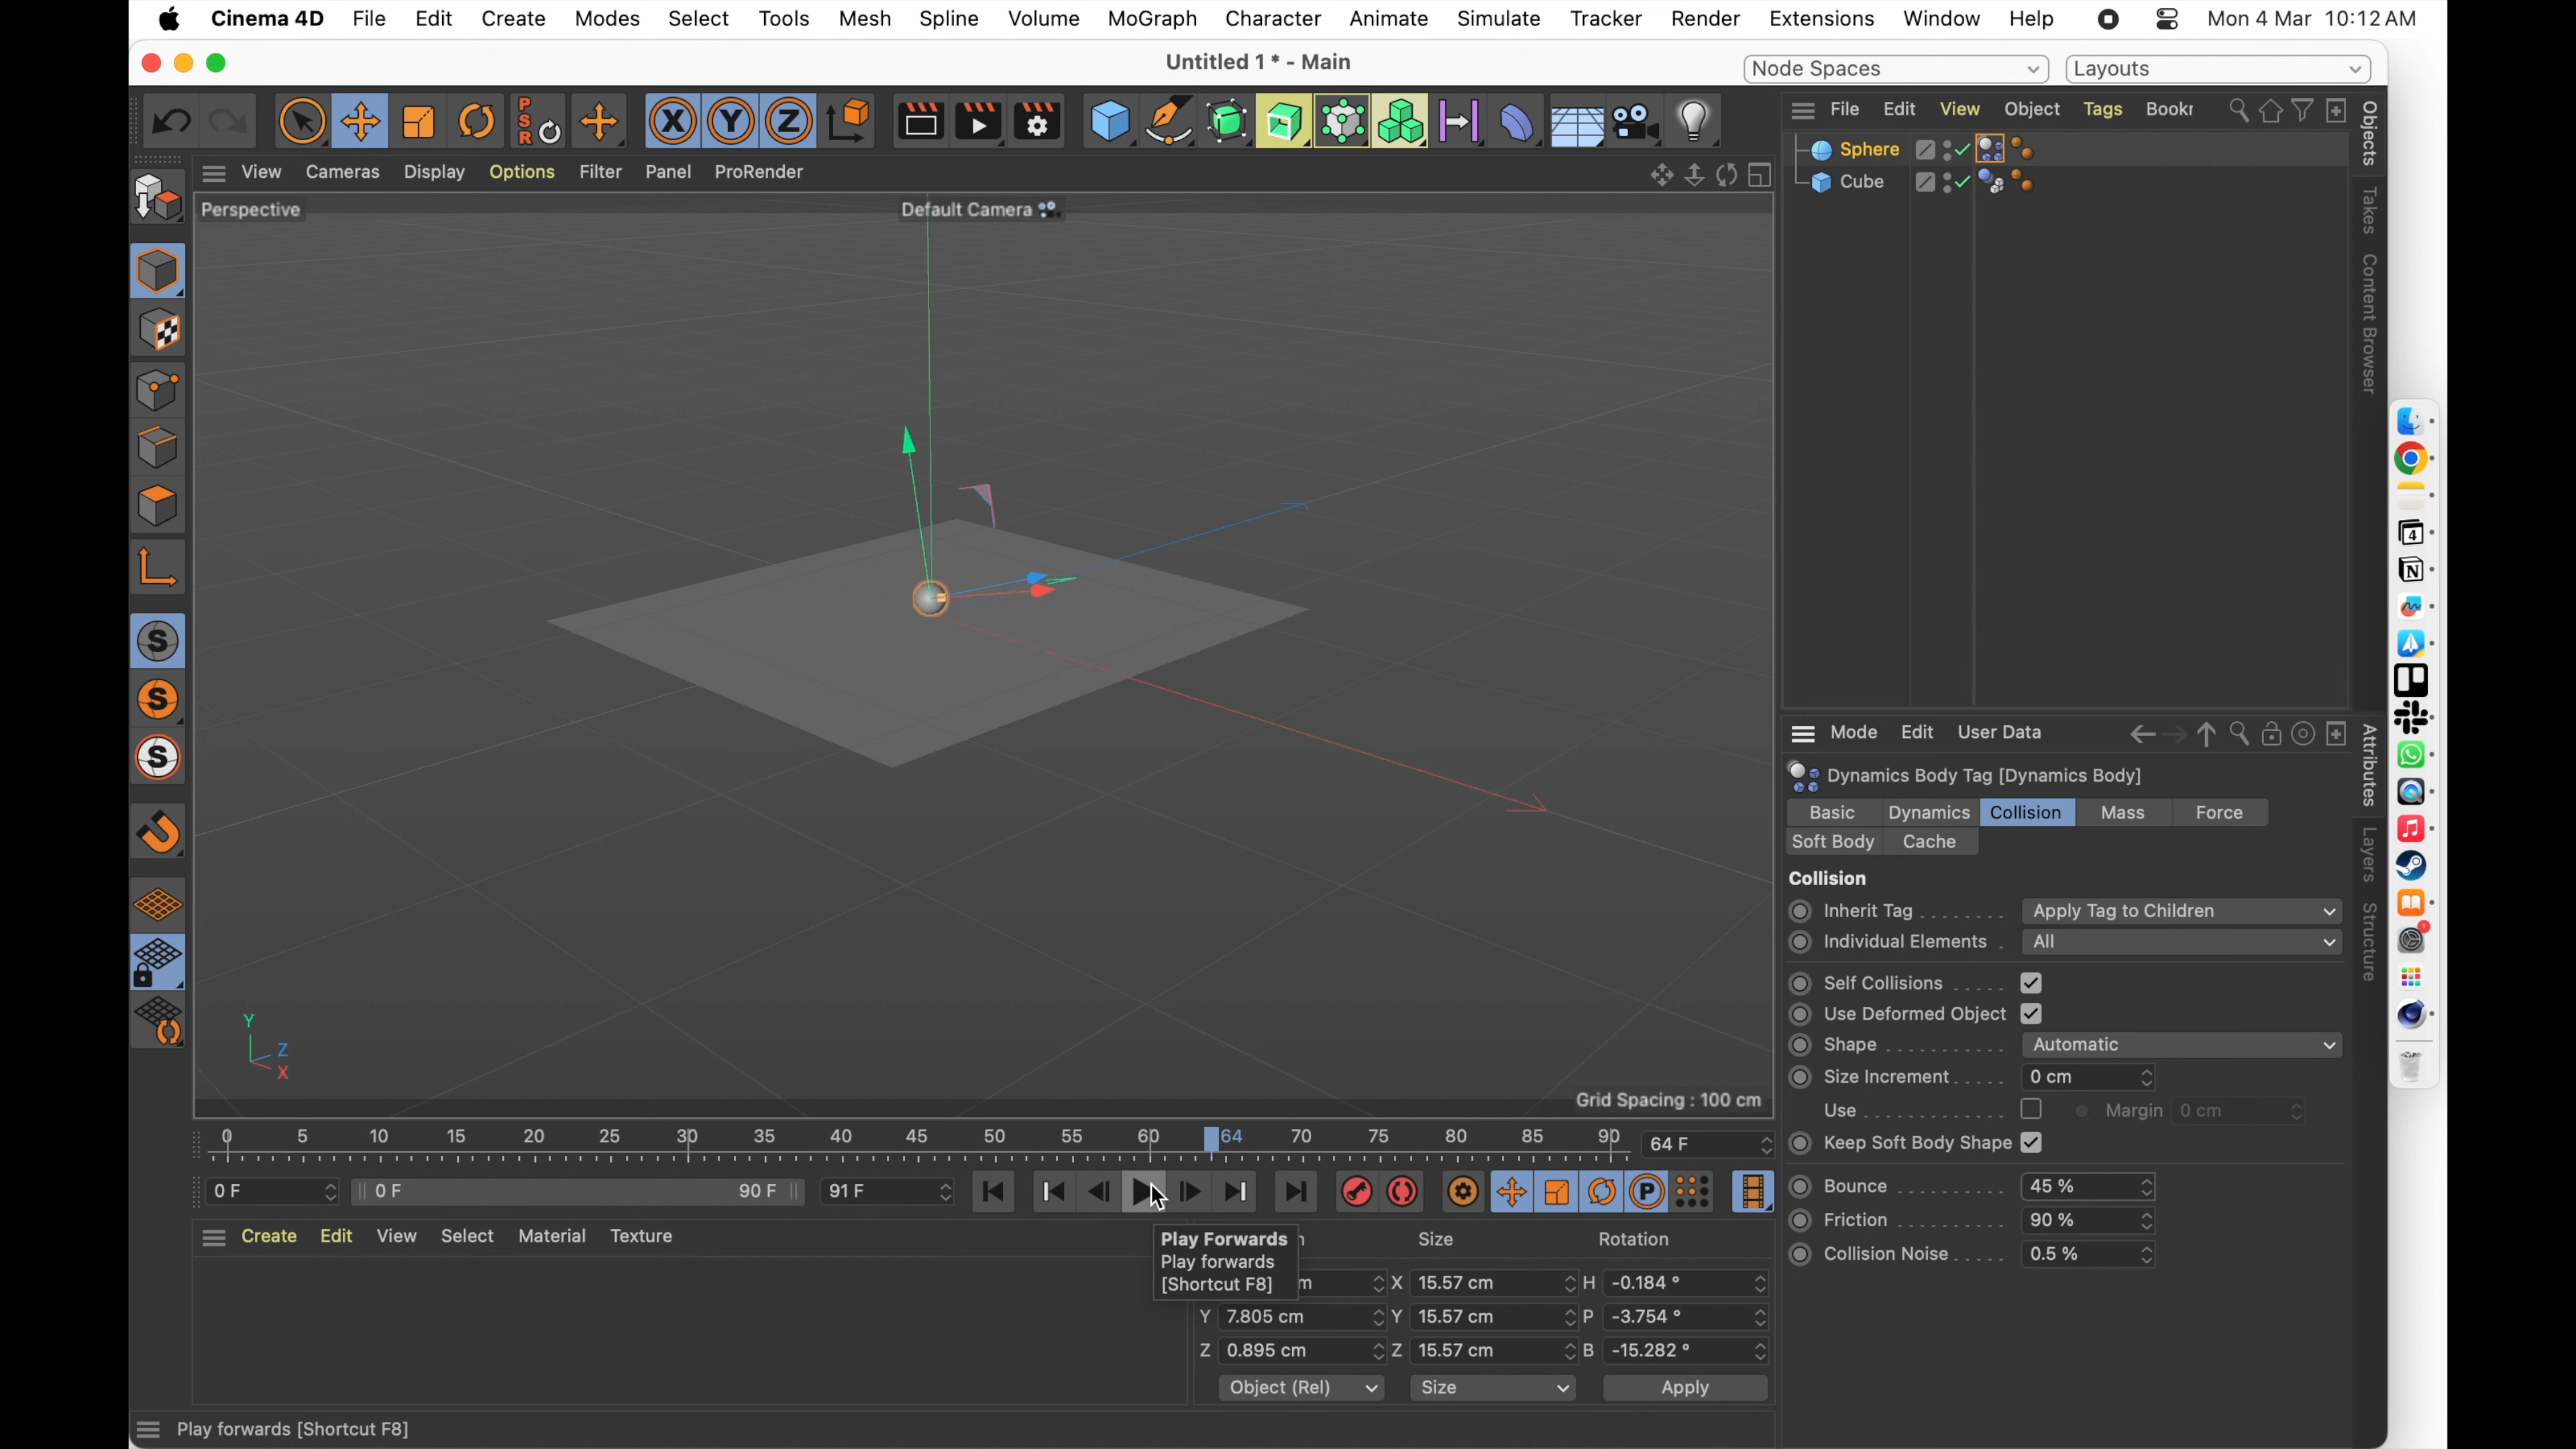 Cinema 4D File Edit Create Modes Select Tools Mesh Spline Volume MoGraph Character Animate Simulate Tracker Render Extensions Window Help Mon 4 Mar 10:12 AM
Untitled 1 * - Main
Node Spaces Layouts
P
S
R
X Y Z
File Edit View Object Tags
View Cameras Display Options Filter Panel ProRender
Perspective
Default Camera
Sphere
Cube
Objects
Takes
Content Browser
4
N
S
S
S
Mode Edit User Data
Dynamics Body Tag [Dynamics Body]
Basic Dynamics Collision Mass Force
Soft Body Cache
Collision
Inherit Tag Apply Tag to Children
Individual Elements All
Self Collisions
Use Deformed Object
Shape Automatic
Size Increment 0 cm
Use Margin 0 cm
Keep Soft Body Shape
Bounce 45 %
Friction 90 %
Collision Noise 0.5 %
Attributes
Layers
Structure
1
Y
Z
X
Grid Spacing : 100 cm
0 5 10 15 20 25 30 35 40 45 50 55 60 64 70 75 80 85 90 64 F
0 F 0 F 90 F 91 F P
Create Edit View Select Material Texture
Play Forwards
Play forwards
[Shortcut F8]
Size Rotation
m X 15.57 cm H -0.184 °
Y 7.805 cm Y 15.57 cm P -3.754 °
Z 0.895 cm Z 15.57 cm B -15.282 °
Object (Rel) Size Apply
Play forwards [Shortcut F8]